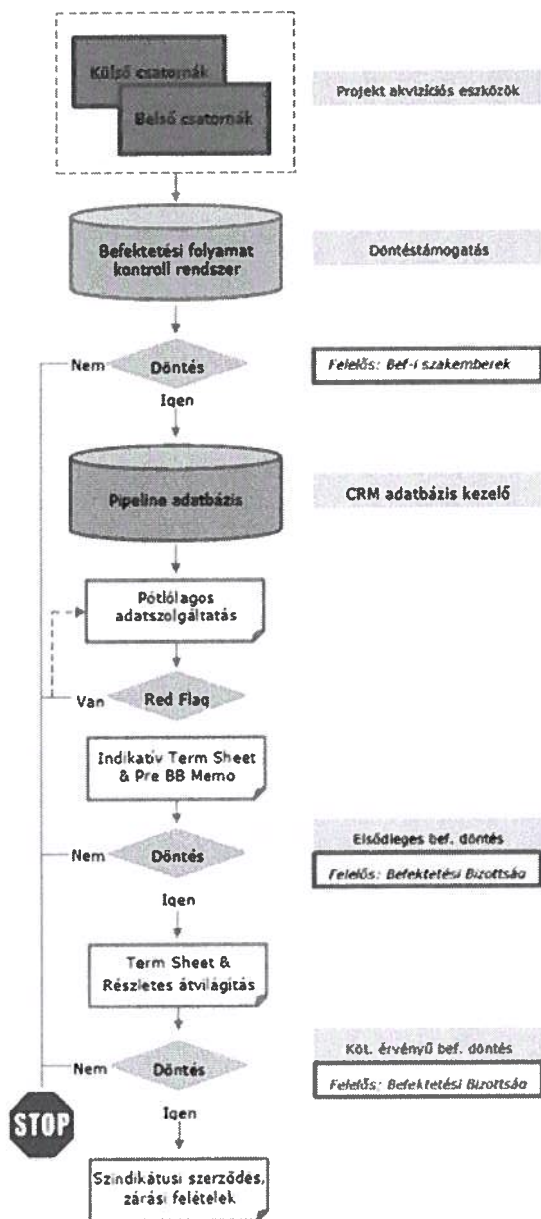 Külső csatornák
Belső csatornák
Projekt akvizíciós eszközök
Befektetési folyamat
kontroll rendszer
Döntéstámogatás
Nem
Döntés
Felelős: Bef-i szakemberek
Igen
Pipeline adatbázis
CRM adatbázis kezelő
Pótlólagos
adatszolgáltatás
Van
Red Flag
Indikatív Term Sheet
& Pre BB Memo
Elsődleges bef. döntés
Nem
Döntés
Felelős: Befektetési Bizottság
Igen
Term Sheet &
Részletes átvilágítás
Köt. érvényű bef. döntés
Nem
Döntés
Felelős: Befektetési Bizottság
STOP
Igen
Szindikátusi szerződés,
zárási feltételek